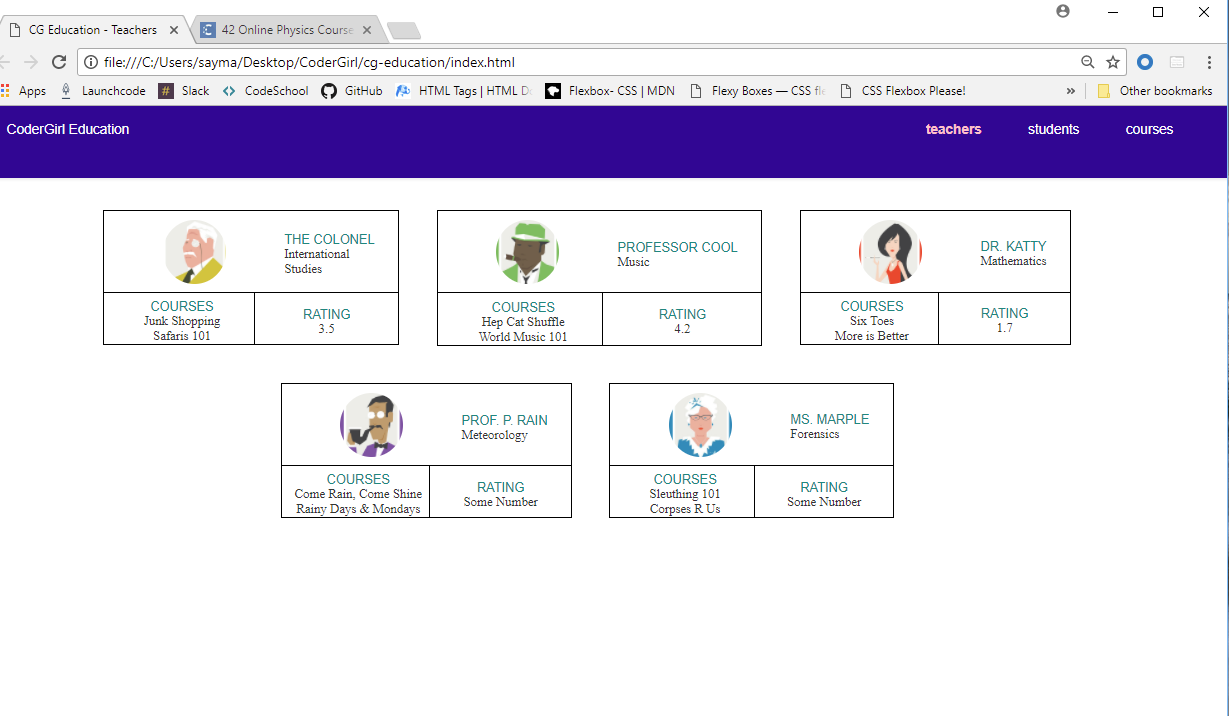 CG Education - Teachers
42 Online Physics Course
file:///C:/Users/sayma/Desktop/CoderGirl/cg-education/index.html
Apps Launchcode Slack CodeSchool GitHub HTML Tags | HTML D Flexbox- CSS | MDN Flexy Boxes — CSS fl CSS Flexbox Please! » Other bookmarks
CoderGirl Education teachers students courses
THE COLONEL
International
Studies
COURSES
Junk Shopping
Safaris 101
RATING
3.5
PROFESSOR COOL
Music
COURSES
Hep Cat Shuffle
World Music 101
RATING
4.2
DR. KATTY
Mathematics
COURSES
Six Toes
More is Better
RATING
1.7
PROF. P. RAIN
Meteorology
COURSES
Come Rain, Come Shine
Rainy Days & Mondays
RATING
Some Number
MS. MARPLE
Forensics
COURSES
Sleuthing 101
Corpses R Us
RATING
Some Number